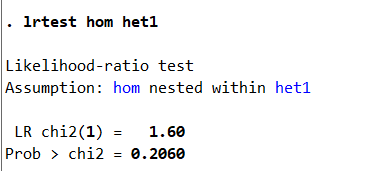 . lrtest hom het1
Likelihood-ratio test
Assumption: hom nested within het1
LR chi2(1) =   1.60
Prob > chi2 = 0.2060